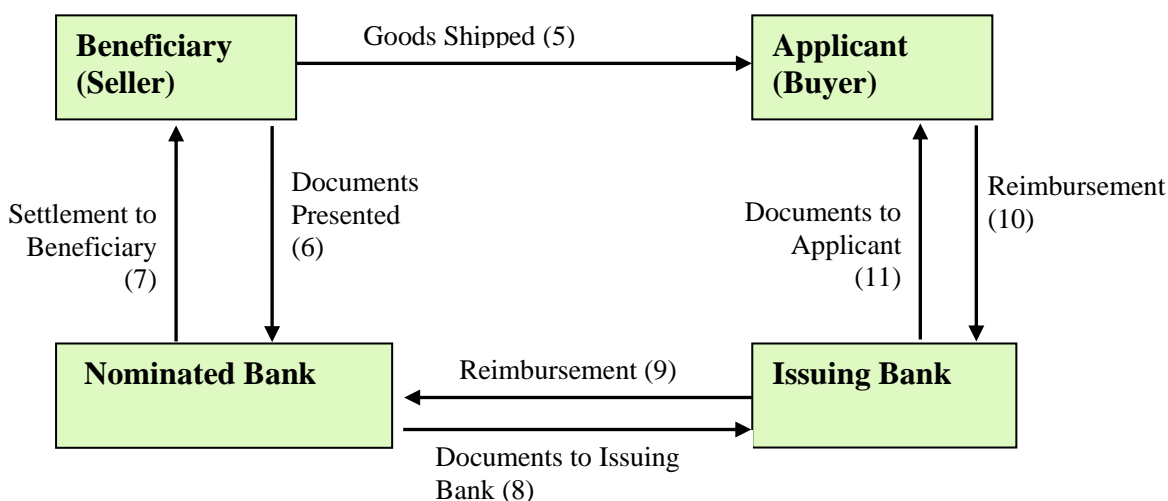 Beneficiary
(Seller)
Goods Shipped (5)
Applicant
(Buyer)
Settlement to
Beneficiary
(7)
Documents
Presented
(6)
Documents to
Applicant
(11)
Reimbursement
(10)
Nominated Bank
Reimbursement (9)
Issuing Bank
Documents to Issuing
Bank (8)